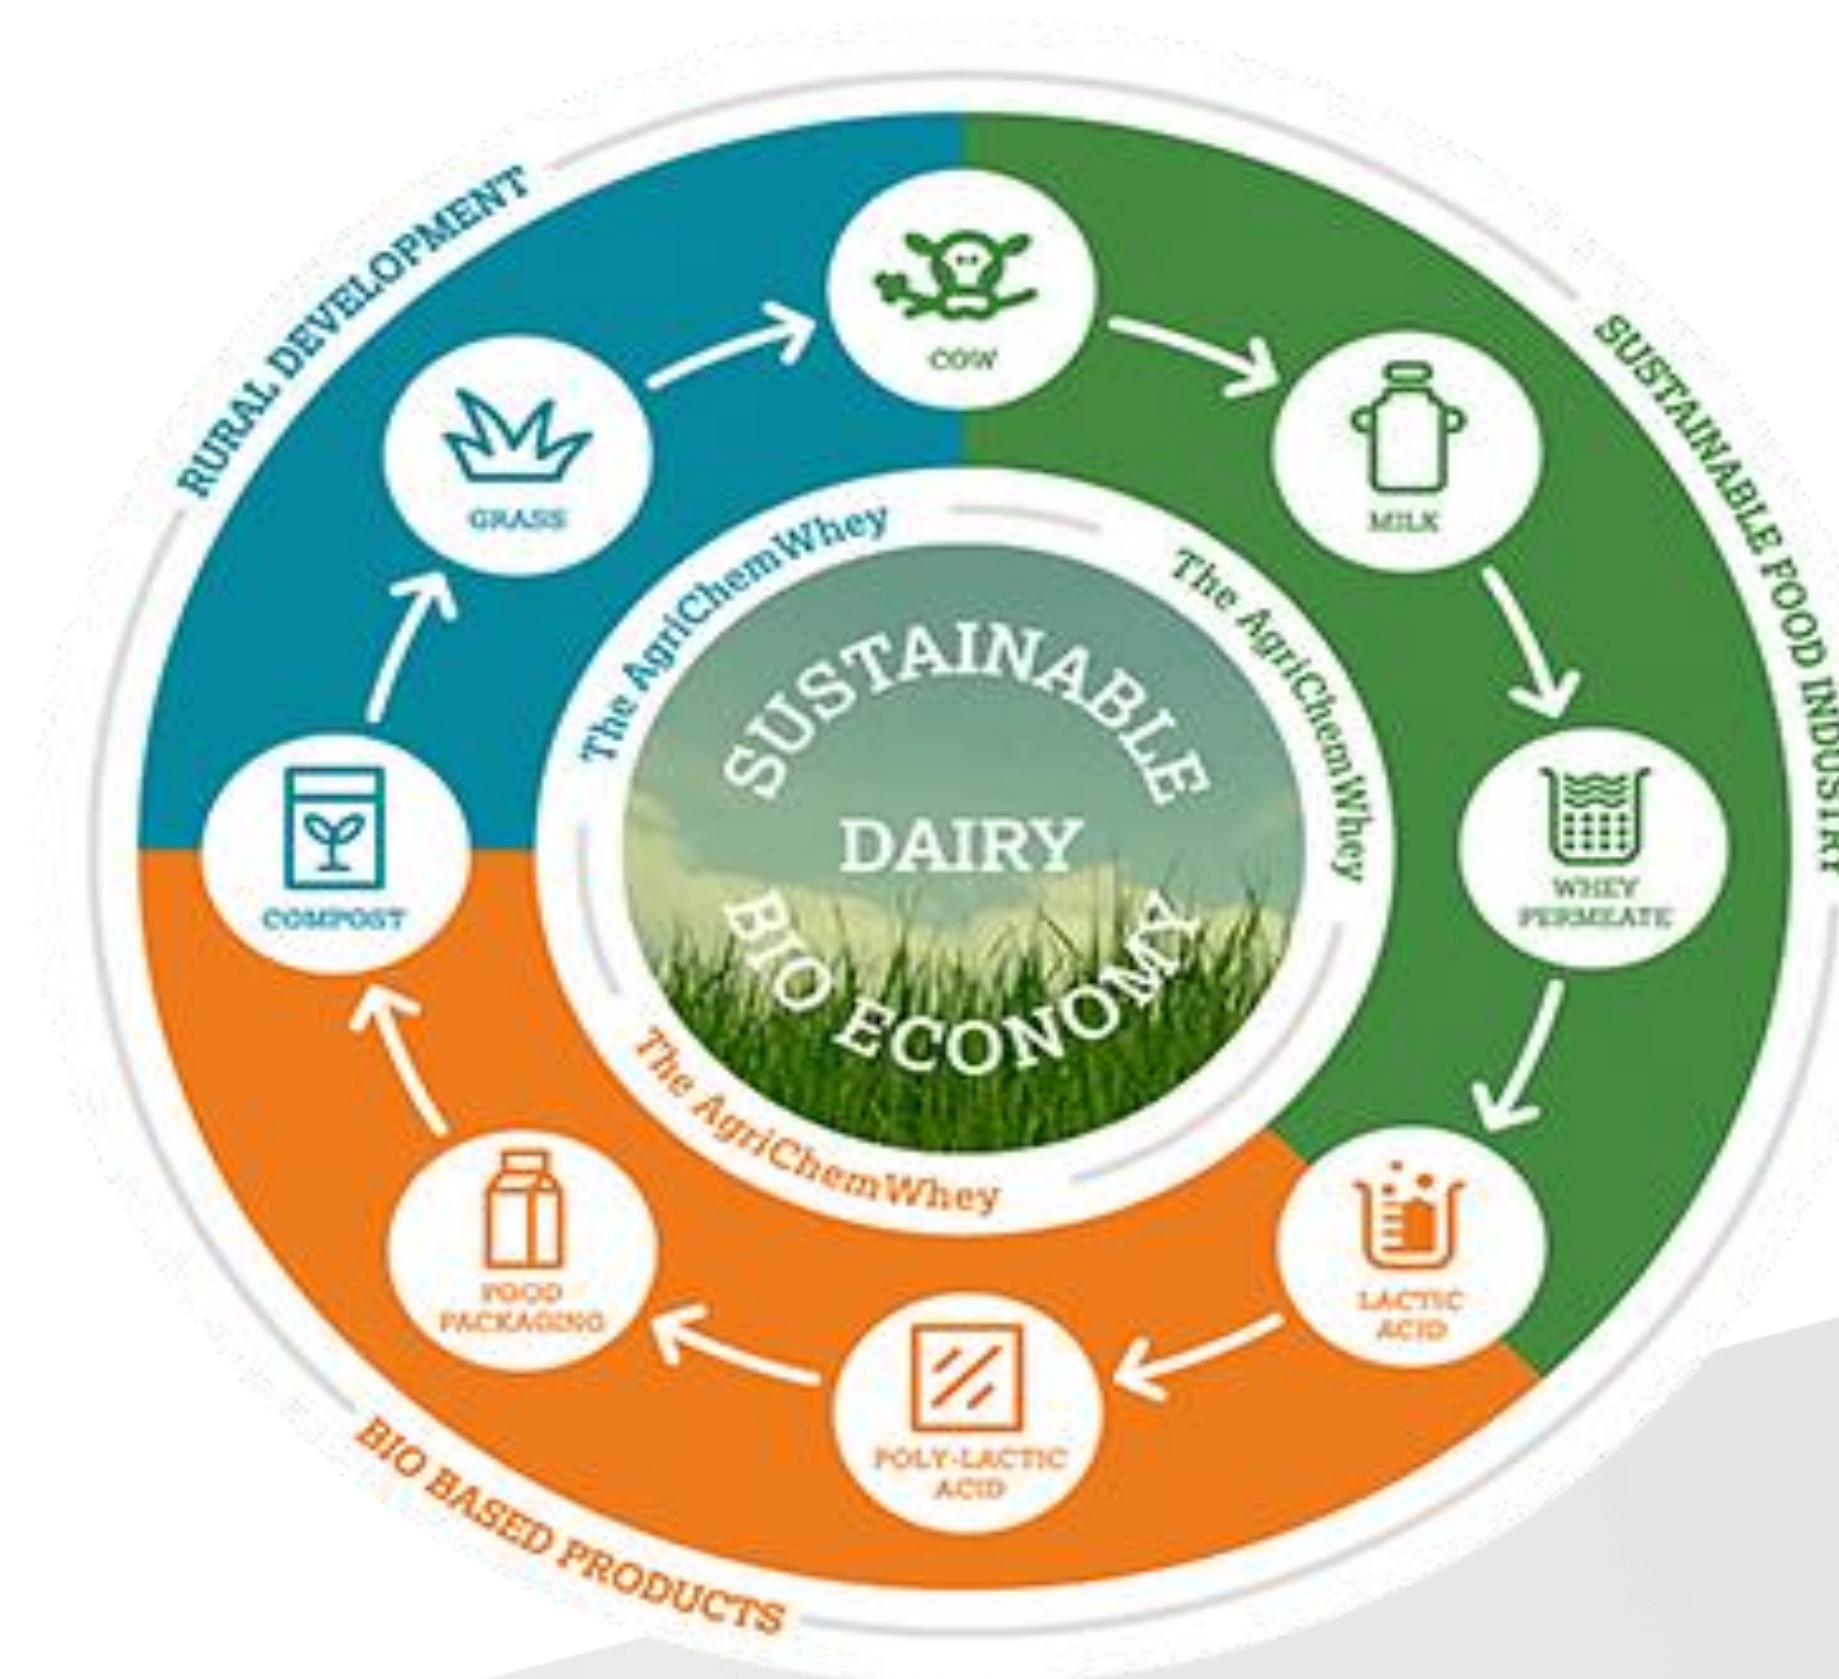 RURAL DEVELOPMENT
SUSTAINABLE FOOD INDUSTRY
BIO BASED PRODUCTS
COW
MILK
WHEY
PERMEATE
LACTIC
ACID
POLY-LACTIC
ACID
FOOD
PACKAGING
COMPOST
GRASS
The AgriChemWhey
The AgriChemWhey
The AgriChemWhey
SUSTAINABLE
DAIRY
BIO ECONOMY